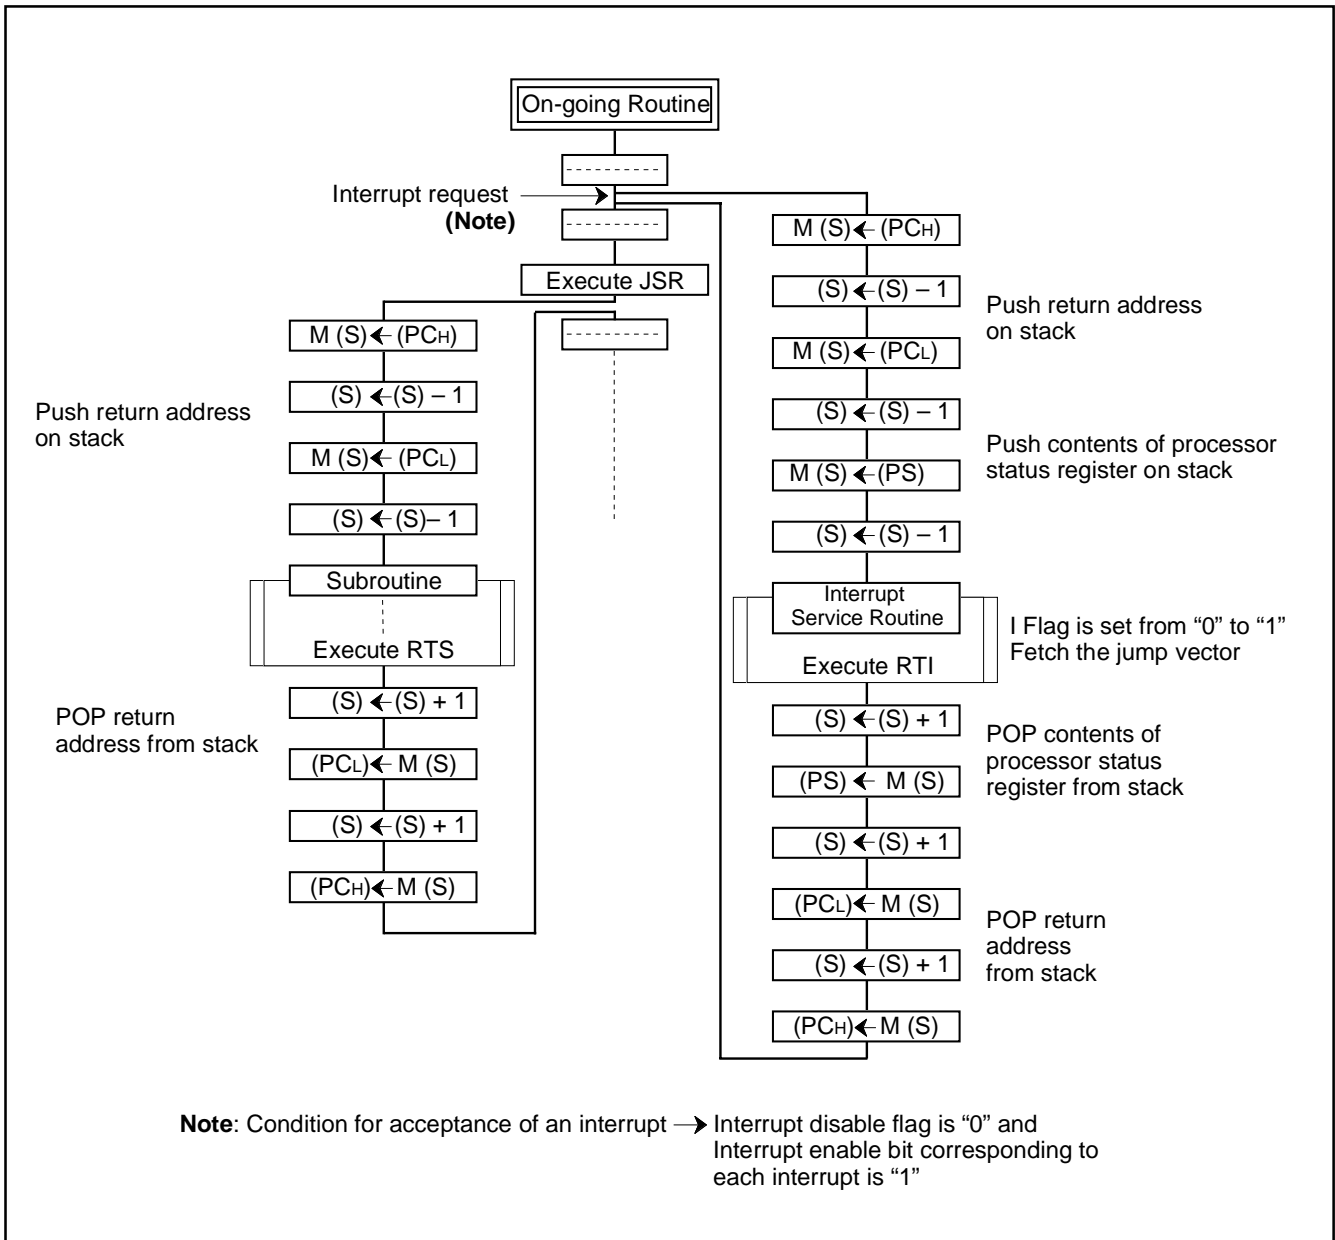 On-going Routine
Interrupt request
(Note)
Execute JSR
M (S) ← (PCH)
(S) ← (S) – 1
M (S) ← (PCL)
(S) ← (S)– 1
Push return address
on stack
Subroutine
Execute RTS
(S) ← (S) + 1
(PCL) ← M (S)
(S) ← (S) + 1
(PCH) ← M (S)
POP return
address from stack
M (S) ← (PCH)
(S) ← (S) – 1
M (S) ← (PCL)
(S) ← (S) – 1
M (S) ← (PS)
(S) ← (S) – 1
Push return address
on stack
Push contents of processor
status register on stack
Interrupt
Service Routine
Execute RTI
I Flag is set from “0” to “1”
Fetch the jump vector
(S) ← (S) + 1
(PS) ← M (S)
(S) ← (S) + 1
(PCL) ← M (S)
(S) ← (S) + 1
(PCH) ← M (S)
POP contents of
processor status
register from stack
POP return
address
from stack
Note: Condition for acceptance of an interrupt → Interrupt disable flag is “0” and
Interrupt enable bit corresponding to
each interrupt is “1”